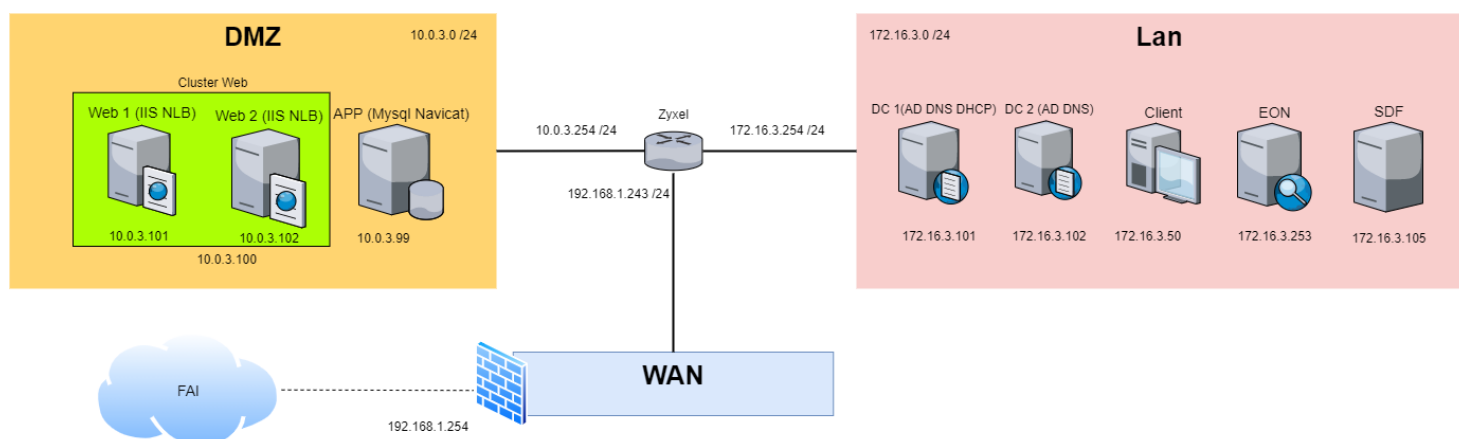 DMZ
10.0.3.0 /24
Cluster Web
Web 1 (IIS NLB)
Web 2 (IIS NLB)
APP (Mysql Navicat)
10.0.3.101
10.0.3.102
10.0.3.99
10.0.3.100
Zyxel
10.0.3.254 /24
172.16.3.254 /24
192.168.1.243 /24
172.16.3.0 /24
Lan
DC 1(AD DNS DHCP)
DC 2 (AD DNS)
Client
EON
SDF
172.16.3.101
172.16.3.102
172.16.3.50
172.16.3.253
172.16.3.105
FAI
192.168.1.254
WAN